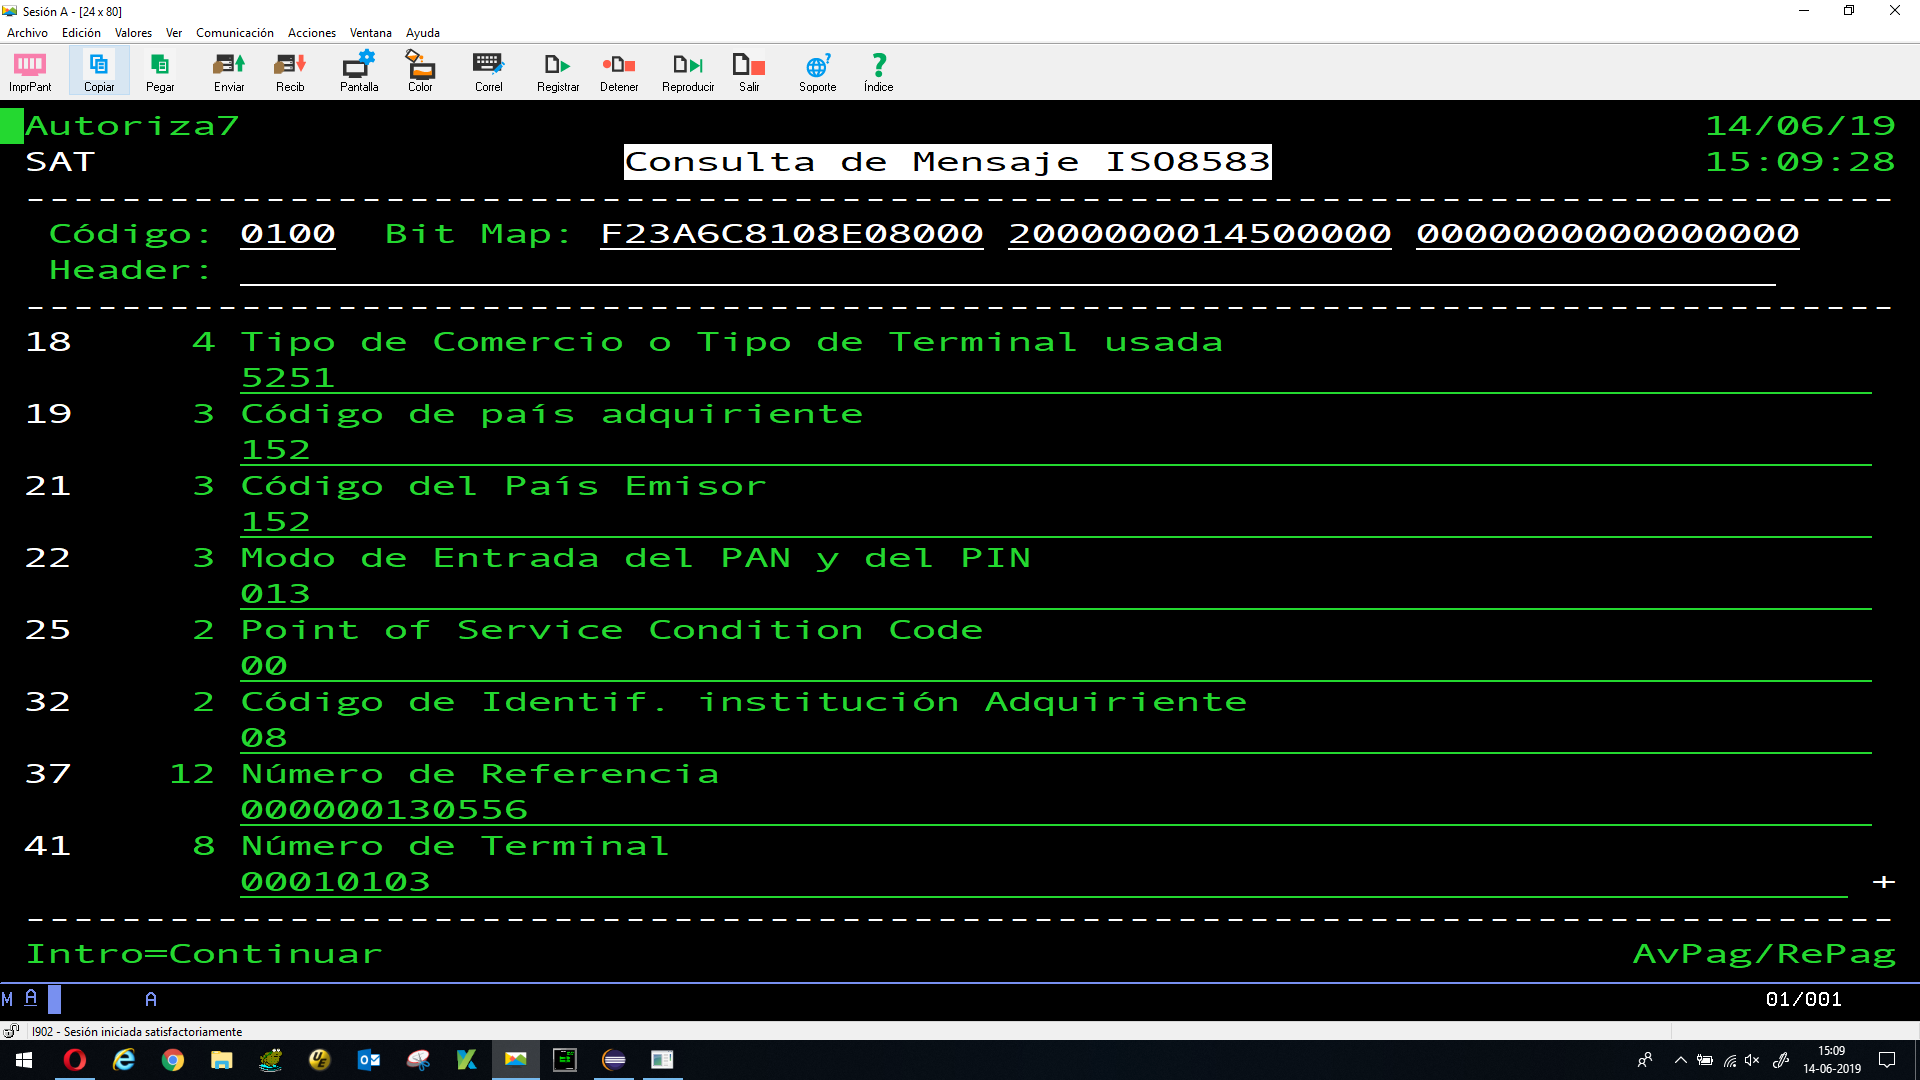 Sesión A - [24 x 80]
Archivo Edición Valores Ver Comunicación Acciones Ventana Ayuda
ImprPant Copiar Pegar Enviar Recib Pantalla Color Correl Registrar Detener Reproducir Salir Soporte Índice
Autoriza7 14/06/19
SAT Consulta de Mensaje ISO8583 15:09:28
Código: 0100 Bit Map: F23A6C8108E08000 2000000014500000 0000000000000000
Header:
18 4 Tipo de Comercio o Tipo de Terminal usada
5251
19 3 Código de país adquiriente
152
21 3 Código del País Emisor
152
22 3 Modo de Entrada del PAN y del PIN
013
25 2 Point of Service Condition Code
00
32 2 Código de Identif. institución Adquiriente
08
37 12 Número de Referencia
000000130556
41 8 Número de Terminal
00010103 +
Intro=Continuar AvPag/RePag
M A A 01/001
I902 - Sesión iniciada satisfactoriamente
15:09
14-06-2019